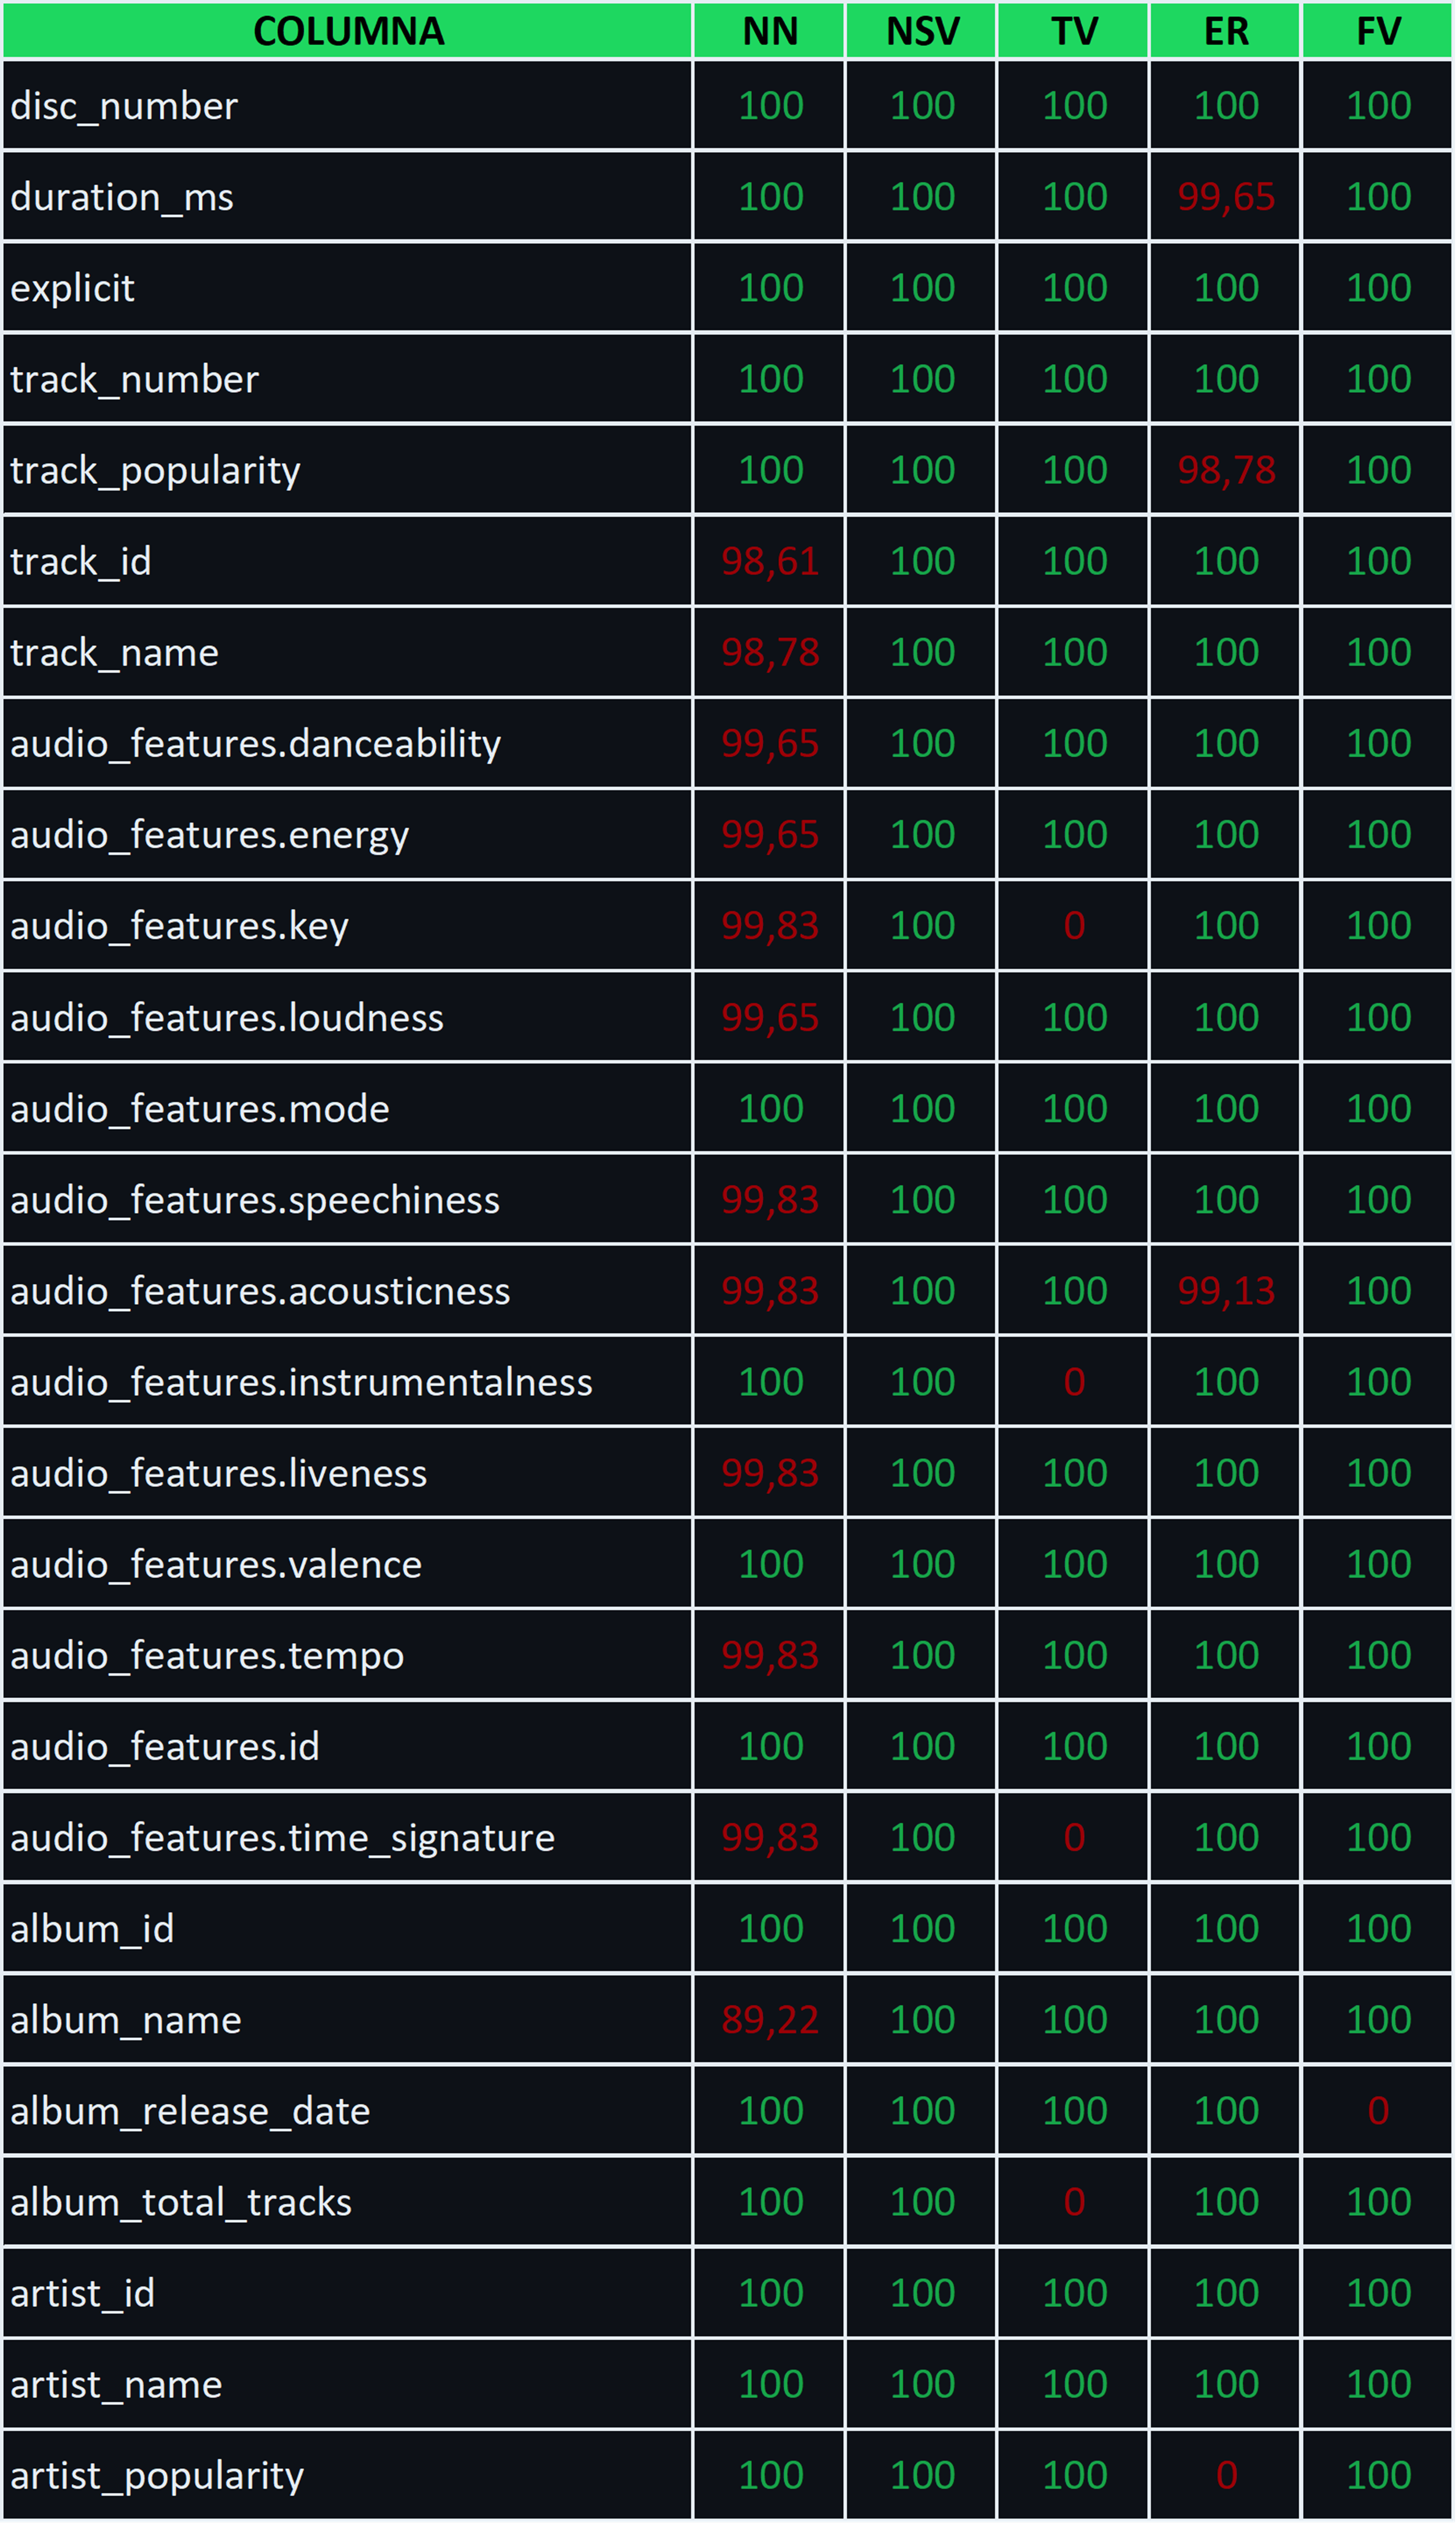 COLUMNA NN NSV TV ER FV
disc_number 100 100 100 100 100
duration_ms 100 100 100 99,65 100
explicit 100 100 100 100 100
track_number 100 100 100 100 100
track_popularity 100 100 100 98,78 100
track_id 98,61 100 100 100 100
track_name 98,78 100 100 100 100
audio_features.danceability 99,65 100 100 100 100
audio_features.energy 99,65 100 100 100 100
audio_features.key 99,83 100 0 100 100
audio_features.loudness 99,65 100 100 100 100
audio_features.mode 100 100 100 100 100
audio_features.speechiness 99,83 100 100 100 100
audio_features.acousticness 99,83 100 100 99,13 100
audio_features.instrumentalness 100 100 0 100 100
audio_features.liveness 99,83 100 100 100 100
audio_features.valence 100 100 100 100 100
audio_features.tempo 99,83 100 100 100 100
audio_features.id 100 100 100 100 100
audio_features.time_signature 99,83 100 0 100 100
album_id 100 100 100 100 100
album_name 89,22 100 100 100 100
album_release_date 100 100 100 100 0
album_total_tracks 100 100 0 100 100
artist_id 100 100 100 100 100
artist_name 100 100 100 100 100
artist_popularity 100 100 100 0 100